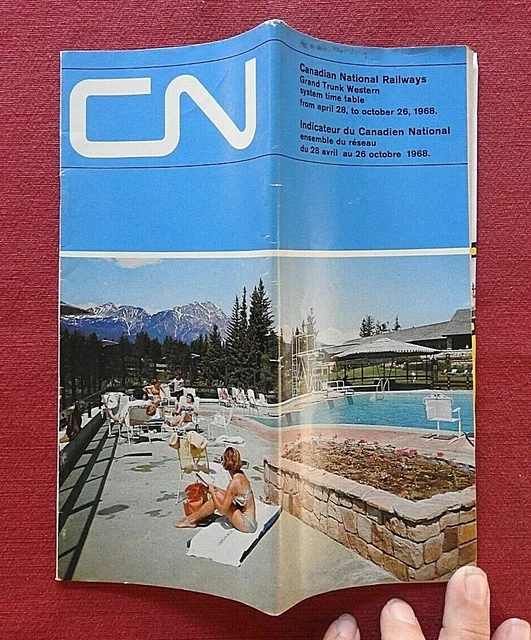 CN
Canadian National Railways
Grand Trunk Western
system time table
from april 28, to october 26, 1968.
Indicateur du Canadien National
ensemble du réseau
du 28 avril au 26 octobre 1968.